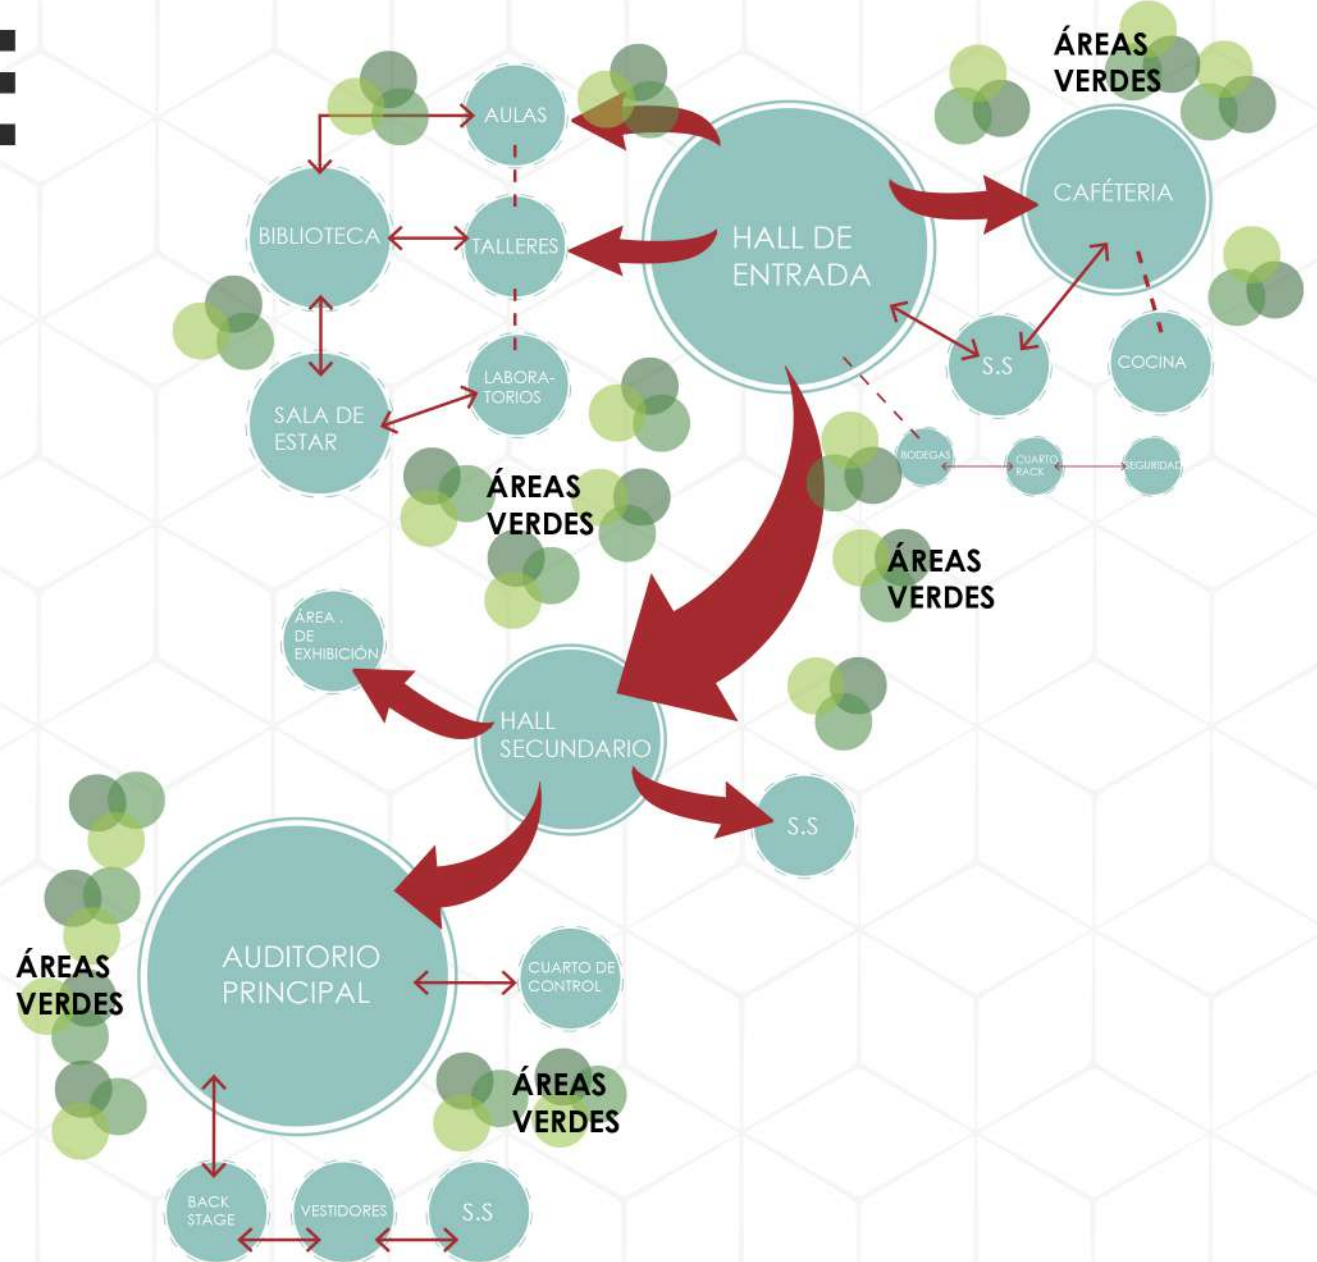 ÁREAS
VERDES
AULAS
CAFÉTERIA
BIBLIOTECA
TALLERES
HALL DE
ENTRADA
S.S
COCINA
LABORA-
TORIOS
SALA DE
ESTAR
BODEGAS
CUARTO
RACK
SEGURIDAD
ÁREAS
VERDES
ÁREAS
VERDES
ÁREA .
DE
EXHIBICIÓN
HALL
SECUNDARIO
S.S
AUDITORIO
PRINCIPAL
CUARTO DE
CONTROL
ÁREAS
VERDES
ÁREAS
VERDES
BACK
STAGE
VESTIDORES
S.S